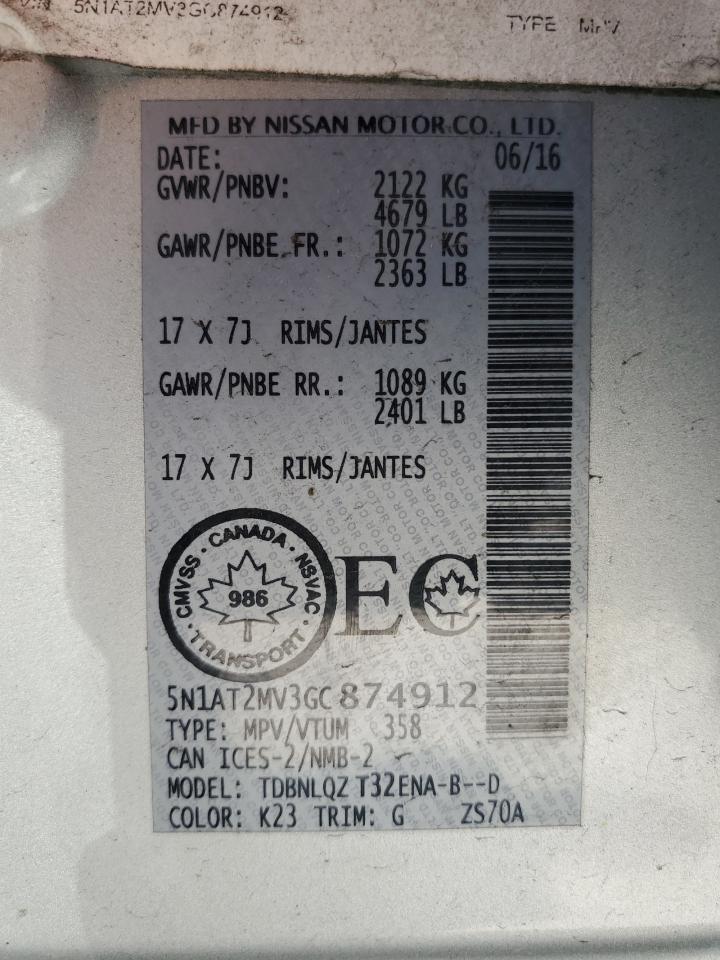 5N1AT2MV3GC874912
TYPE MPV
MFD BY NISSAN MOTOR CO., LTD.
DATE: 06/16
GVWR/PNBV: 2122 KG
4679 LB
GAWR/PNBE FR.: 1072 KG
2363 LB
17 X 7J RIMS/JANTES
GAWR/PNBE RR.: 1089 KG
2401 LB
17 X 7J RIMS/JANTES
CMVSS · CANADA · NSVAC
986
· TRANSPORT ·
EC
5N1AT2MV3GC874912
TYPE: MPV/VTUM 358
CAN ICES-2/NMB-2
MODEL: TDBNLQZ T32ENA-B--D
COLOR: K23 TRIM: G ZS70A